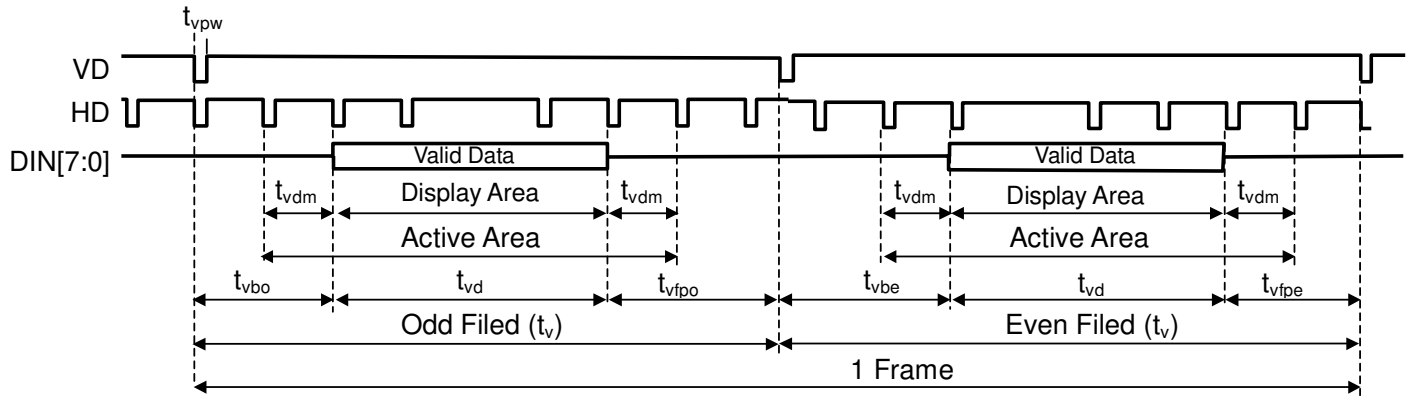 tvpw
VD
HD
DIN[7:0] Valid Data Valid Data
tvdm Display Area tvdm tvdm Display Area tvdm
Active Area Active Area
tvbo tvd tvfpo tvbe tvd tvfpe
Odd Filed (tv) Even Filed (tv)
1 Frame